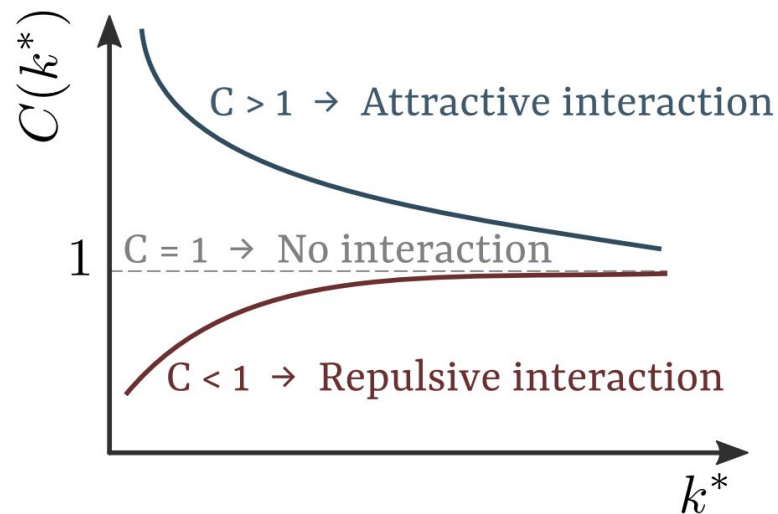 C(k*)
C > 1 → Attractive interaction
1
C = 1 → No interaction
C < 1 → Repulsive interaction
k*